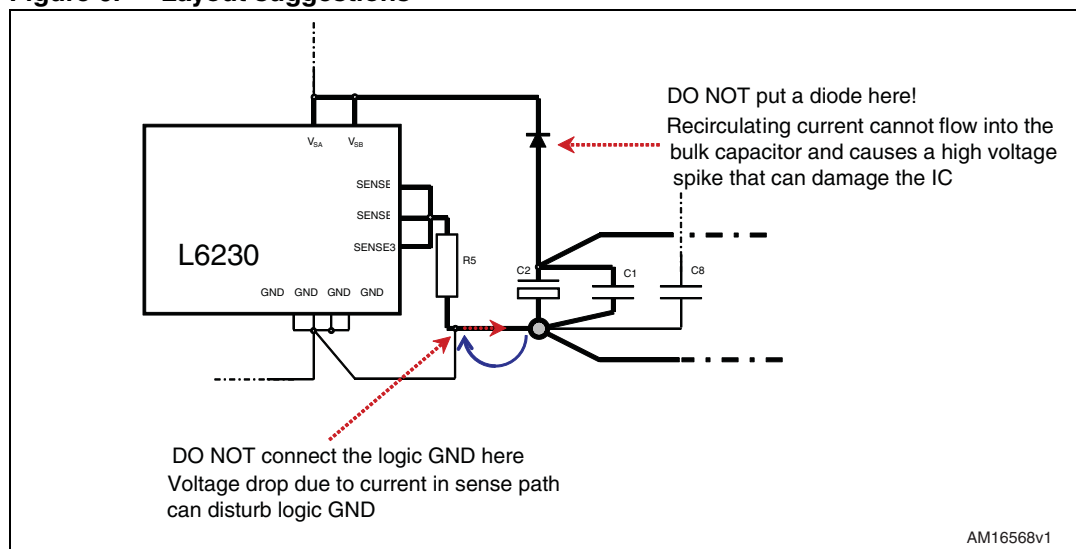 Figure 6. Layout suggestions
DO NOT put a diode here!
Recirculating current cannot flow into the
bulk capacitor and causes a high voltage
spike that can damage the IC
VSA VSB
SENSE
SENSE
SENSE3
L6230
R5
C2
C1
C8
GND GND GND GND
DO NOT connect the logic GND here
Voltage drop due to current in sense path
can disturb logic GND
AM16568v1